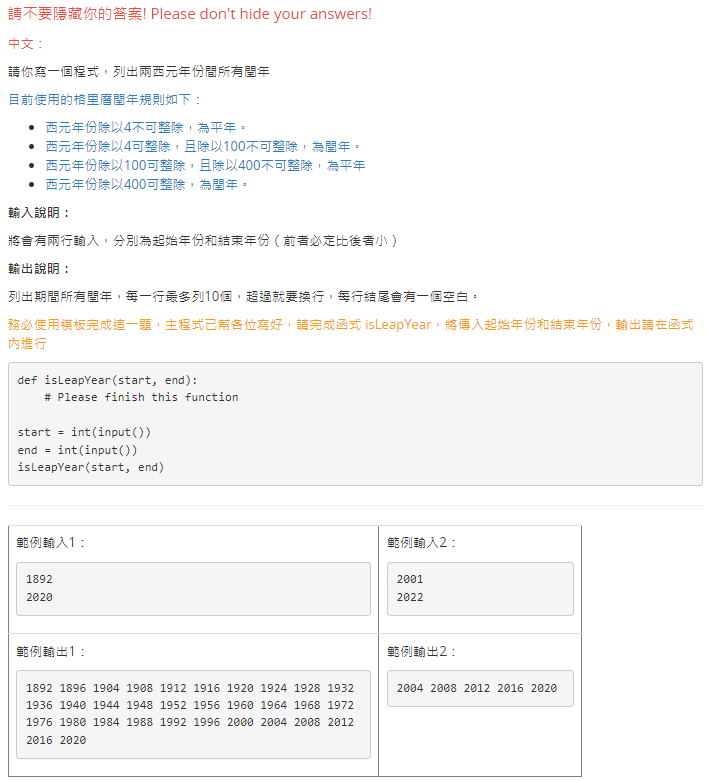 請不要隱藏你的答案! Please don't hide your answers!
中文：
請你寫一個程式，列出兩西元年份間所有閏年
目前使用的格里曆閏年規則如下：
西元年份除以4不可整除，為平年。
西元年份除以4可整除，且除以100不可整除，為閏年。
西元年份除以100可整除，且除以400不可整除，為平年
西元年份除以400可整除，為閏年。
輸入說明：
將會有兩行輸入，分別為起始年份和結束年份（前者必定比後者小）
輸出說明：
列出期間所有閏年，每一行最多列10個，超過就要換行，每行結尾會有一個空白。
務必使用模板完成這一題，主程式已幫各位寫好，請完成函式 isLeapYear，將傳入起始年份和結束年份，輸出請在函式
內進行
def isLeapYear(start, end):
    # Please finish this function
start = int(input())
end = int(input())
isLeapYear(start, end)
範例輸入1：
1892
2020
範例輸入2：
2001
2022
範例輸出1：
1892 1896 1904 1908 1912 1916 1920 1924 1928 1932
1936 1940 1944 1948 1952 1956 1960 1964 1968 1972
1976 1980 1984 1988 1992 1996 2000 2004 2008 2012
2016 2020
範例輸出2：
2004 2008 2012 2016 2020